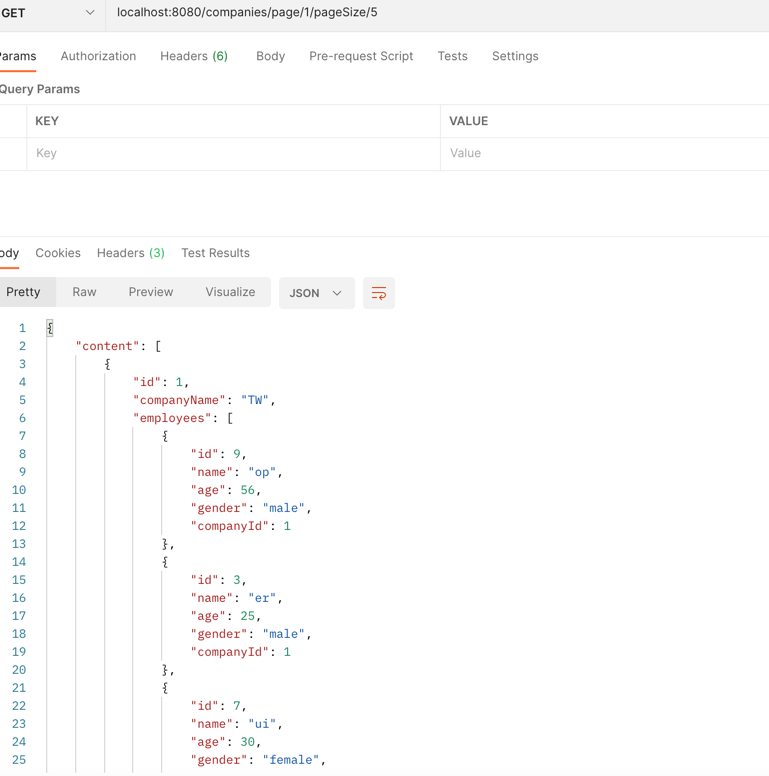 GET localhost:8080/companies/page/1/pageSize/5
Params Authorization Headers (6) Body Pre-request Script Tests Settings
Query Params
KEY VALUE
Key Value
Body Cookies Headers (3) Test Results
Pretty Raw Preview Visualize JSON
1 {
2 "content": [
3 {
4 "id": 1,
5 "companyName": "TW",
6 "employees": [
7 {
8 "id": 9,
9 "name": "op",
10 "age": 56,
11 "gender": "male",
12 "companyId": 1
13 },
14 {
15 "id": 3,
16 "name": "er",
17 "age": 25,
18 "gender": "male",
19 "companyId": 1
20 },
21 {
22 "id": 7,
23 "name": "ui",
24 "age": 30,
25 "gender": "female",